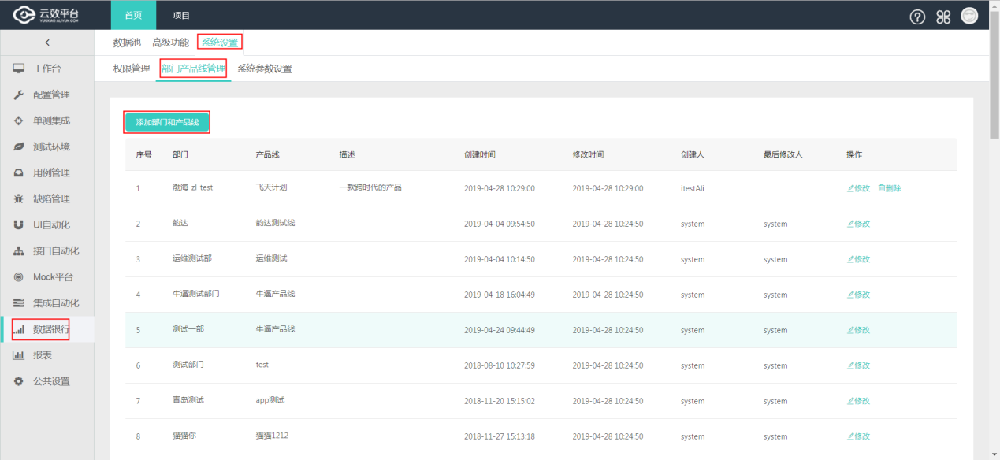 云效平台 首页 项目
YUNXIAO.ALIYUN.COM
数据池 高级功能 系统设置
权限管理 部门产品线管理 系统参数设置
工作台
配置管理
单测集成
测试环境
用例管理
缺陷管理
UI自动化
接口自动化
Mock平台
集成自动化
数据银行
报表
公共设置
添加部门和产品线
序号 部门 产品线 描述 创建时间 修改时间 创建人 最后修改人 操作
1 渤海_zl_test 飞天计划 一款跨时代的产品 2019-04-28 10:29:00 2019-04-28 10:29:00 itestAli 修改 删除
2 韵达 韵达测试线 2019-04-04 09:54:50 2019-04-28 10:24:50 system system 修改
3 运维测试部 运维测试 2019-04-04 10:14:50 2019-04-28 10:24:50 system system 修改
4 牛逼测试部门 牛逼产品线 2019-04-18 16:04:49 2019-04-28 10:24:50 system system 修改
5 测试一部 牛逼产品线 2019-04-24 09:44:49 2019-04-28 10:24:50 system system 修改
6 测试部门 test 2018-08-10 10:27:59 2019-04-28 10:24:50 system system 修改
7 青岛测试 app测试 2018-11-20 15:15:02 2019-04-28 10:24:50 system system 修改
8 猫猫你 猫猫1212 2018-11-27 15:13:18 2019-04-28 10:24:50 system system 修改